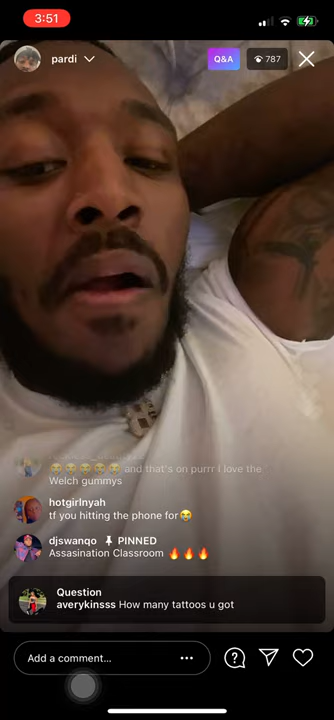 3:51
pardi
Q&A
787
😭😭😭😭😭 and that's on purrr I love the
Welch gummys
hotgirlnyah
tf you hitting the phone for😭
djswanqo 📌 PINNED
Assasination Classroom 🔥🔥🔥
Question
averykinsss How many tattoos u got
Add a comment...